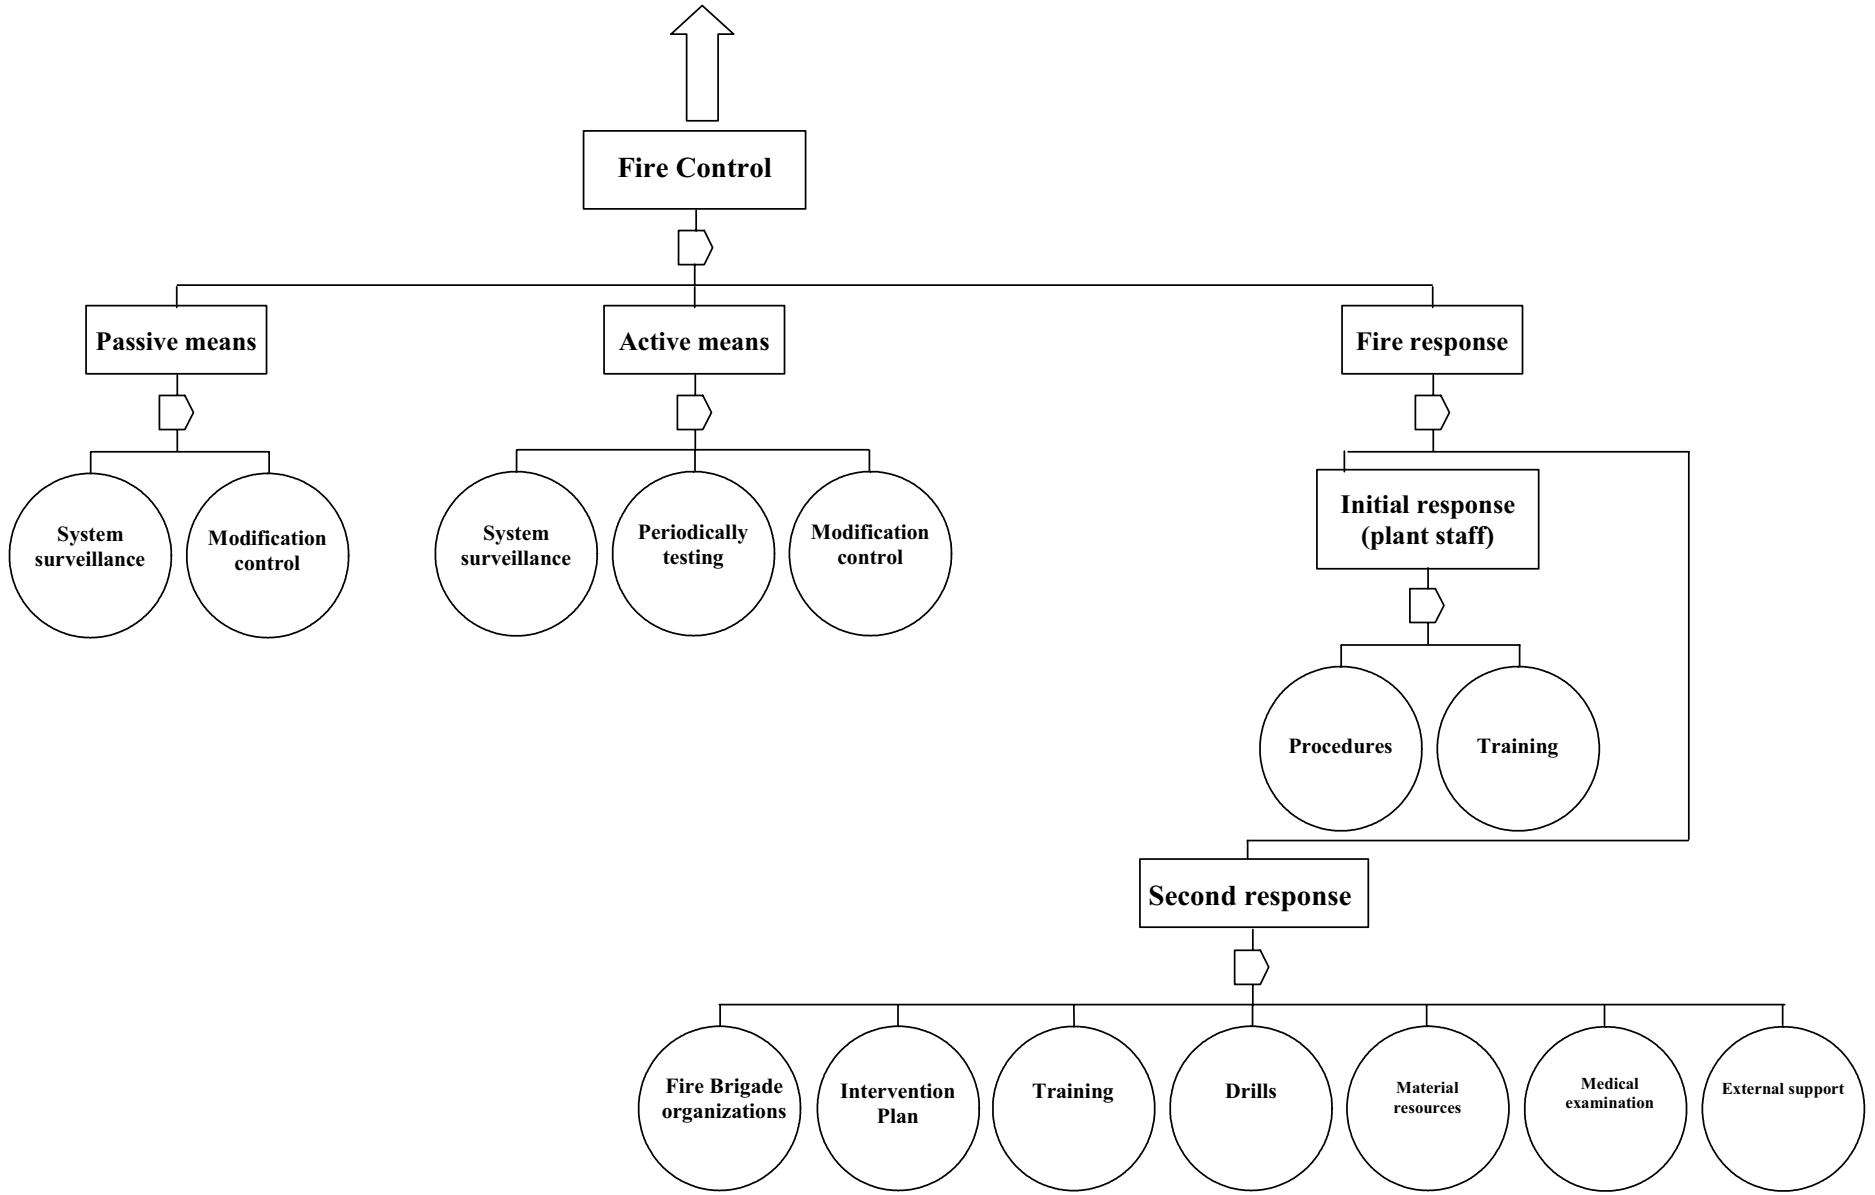 Fire Control
Passive means
Active means
Fire response
System
surveillance
Modification
control
System
surveillance
Periodically
testing
Modification
control
Initial response
(plant staff)
Procedures
Training
Second response
Fire Brigade
organizations
Intervention
Plan
Training
Drills
Material
resources
Medical
examination
External support